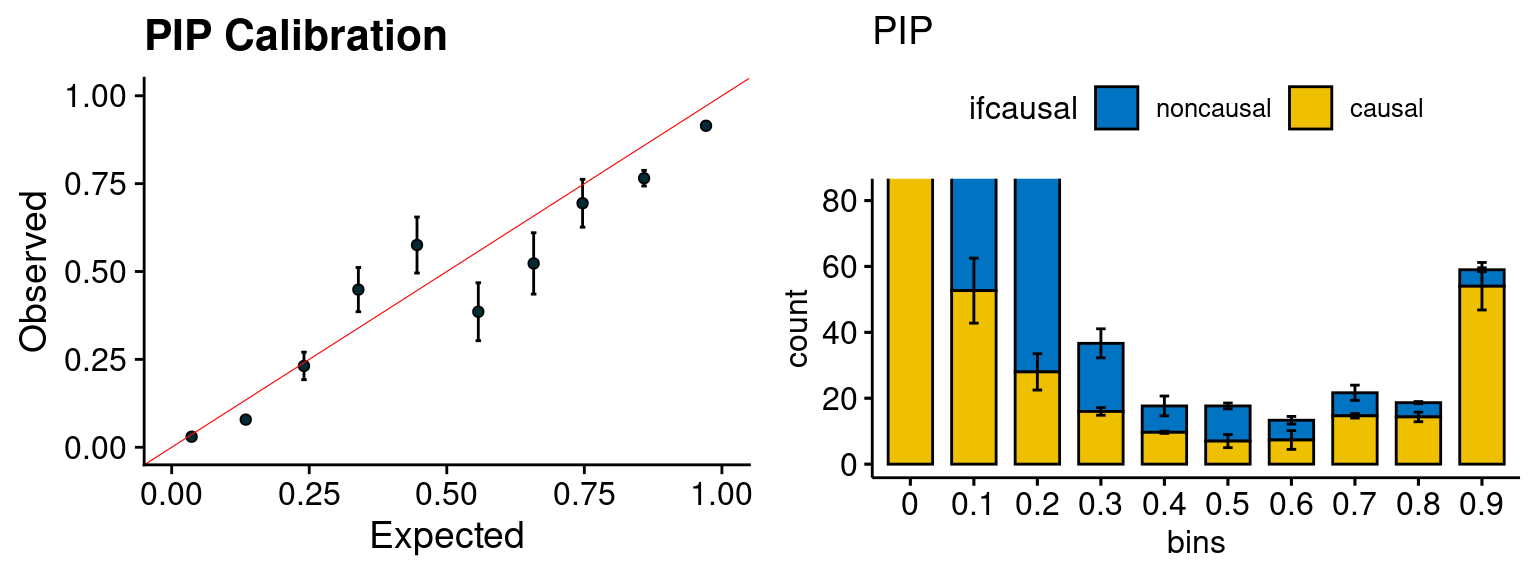 PIP Calibration
1.00
0.75
0.50
0.25
0.00
Observed
0.00 0.25 0.50 0.75 1.00
Expected
PIP
ifcausal noncausal causal
80
60
40
20
0
count
0 0.1 0.2 0.3 0.4 0.5 0.6 0.7 0.8 0.9
bins